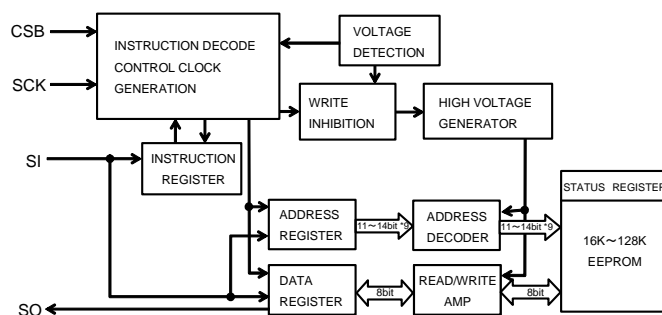 CSB
SCK
INSTRUCTION DECODE
CONTROL CLOCK
GENERATION
VOLTAGE
DETECTION
WRITE
INHIBITION
HIGH VOLTAGE
GENERATOR
SI
INSTRUCTION
REGISTER
STATUS REGISTER
ADDRESS
REGISTER
11～14bit *9
ADDRESS
DECODER
11～14bit *9
16K～128K
EEPROM
DATA
REGISTER
8bit
READ/WRITE
AMP
8bit
SO